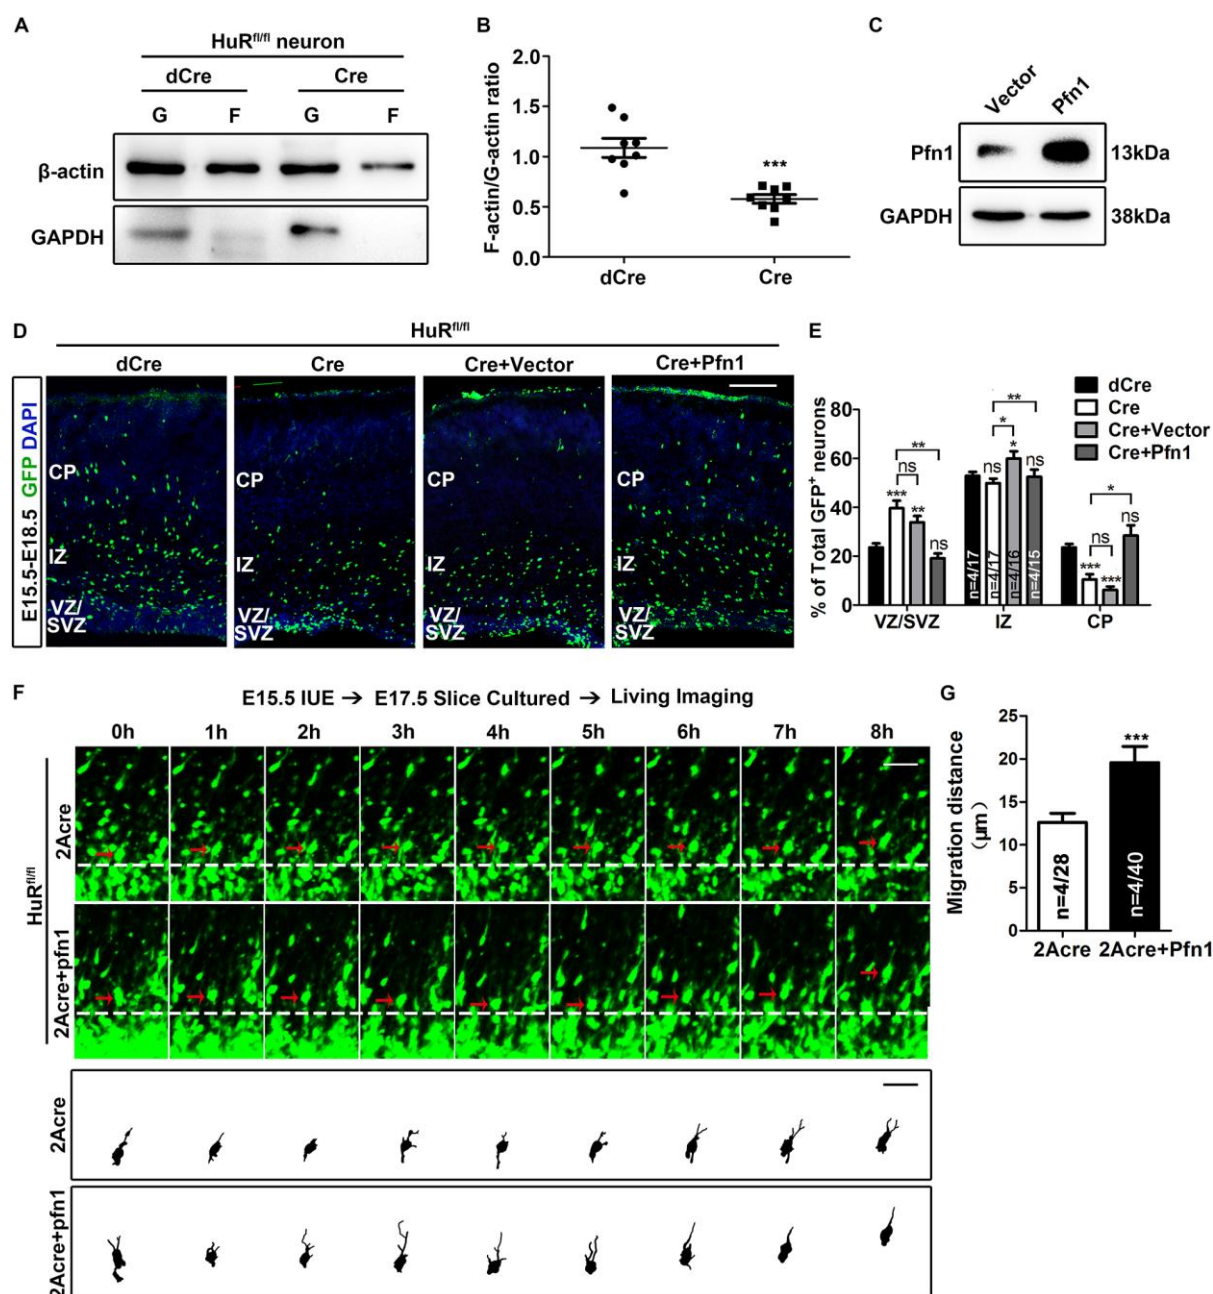 A
HuR^fl/fl neuron
dCre Cre
G F G F
β-actin
GAPDH
B
F-actin/G-actin ratio
2.0
1.5
1.0
0.5
0.0
***
dCre Cre
C
Vector Pfn1
Pfn1 13kDa
GAPDH 38kDa
D
HuR^fl/fl
dCre Cre Cre+Vector Cre+Pfn1
E15.5-E18.5 GFP DAPI
CP CP CP CP
IZ IZ IZ IZ
VZ/ VZ/ VZ/ VZ/
SVZ SVZ SVZ SVZ
E
dCre
Cre
Cre+Vector
Cre+Pfn1
% of Total GFP⁺ neurons
80
60
40
20
0
** ns *** ** ns
** * ns * ns
* ns *** *** ns
n=4/17
n=4/17
n=4/16
n=4/15
VZ/SVZ IZ CP
F
E15.5 IUE → E17.5 Slice Cultured → Living Imaging
0h 1h 2h 3h 4h 5h 6h 7h 8h
HuR^fl/fl
2Acre
2Acre+pfn1
2Acre
2Acre+pfn1
G
Migration distance
(μm)
25
20
15
10
5
0
***
n=4/28
n=4/40
2Acre 2Acre+Pfn1